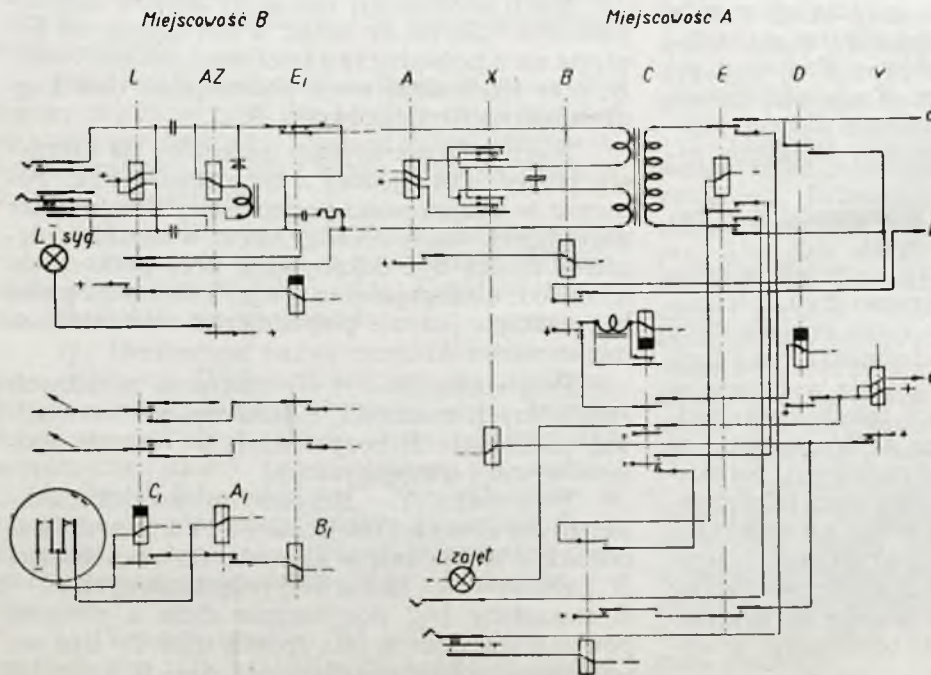 Miejscowość B Miejscowość A
L AZ E₁ A X B C E D Y
L-syg.
C₁ A₁ B₁
L zajęt